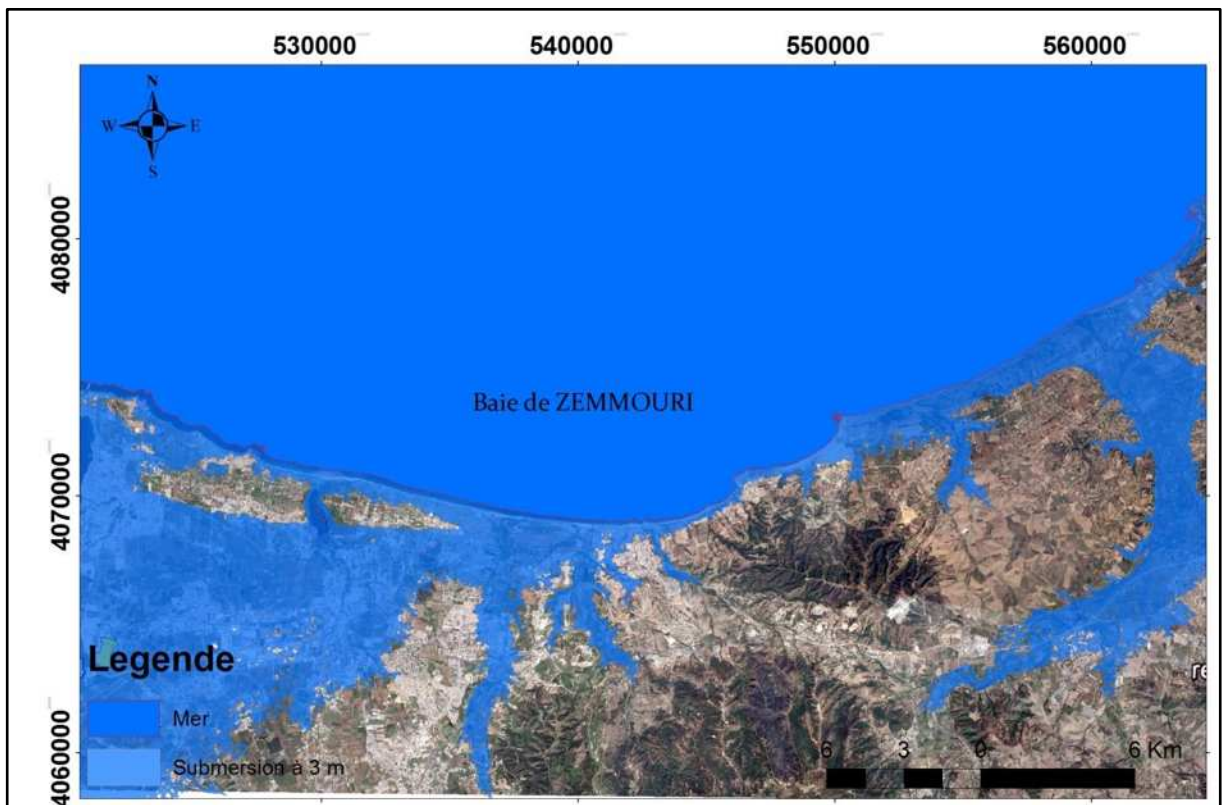 530000 540000 550000 560000
N
W E
S
4080000
Baie de ZEMMOURI
4070000
Legende
re
Mer
6 3 0 6 Km
Submersion à 3 m
4060000